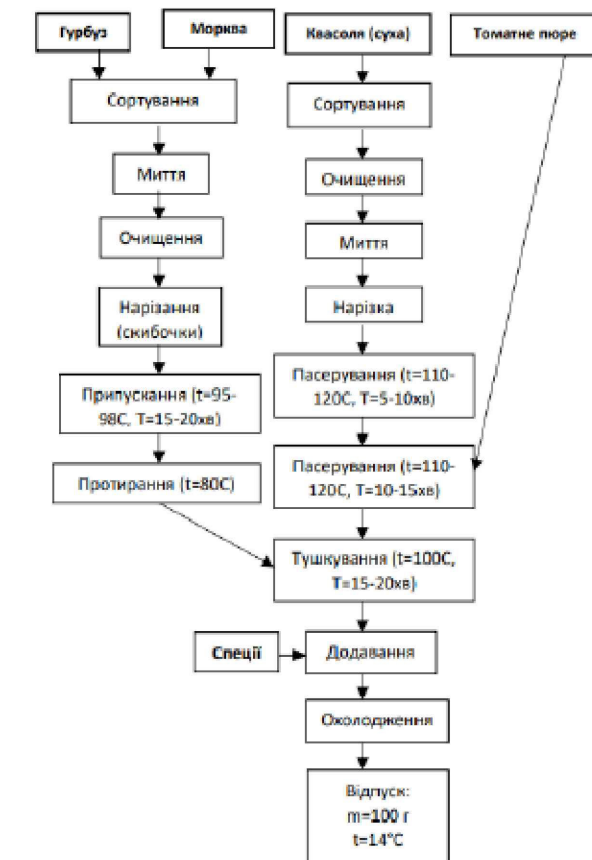 Гурбуз
Морква
Квасоля (суха)
Томатне пюре
Сортування
Миття
Очищення
Нарізання
(скибочки)
Припускання (t=95-
98С, Т=15-20хв)
Протирання (t=80С)
Сортування
Очищення
Миття
Нарізка
Пасерування (t=110-
120С, Т=5-10хв)
Пасерування (t=110-
120С, Т=10-15хв)
Тушкування (t=100С,
Т=15-20хв)
Спеції
Додавання
Охолодження
Відпуск:
m=100 г
t=14°С